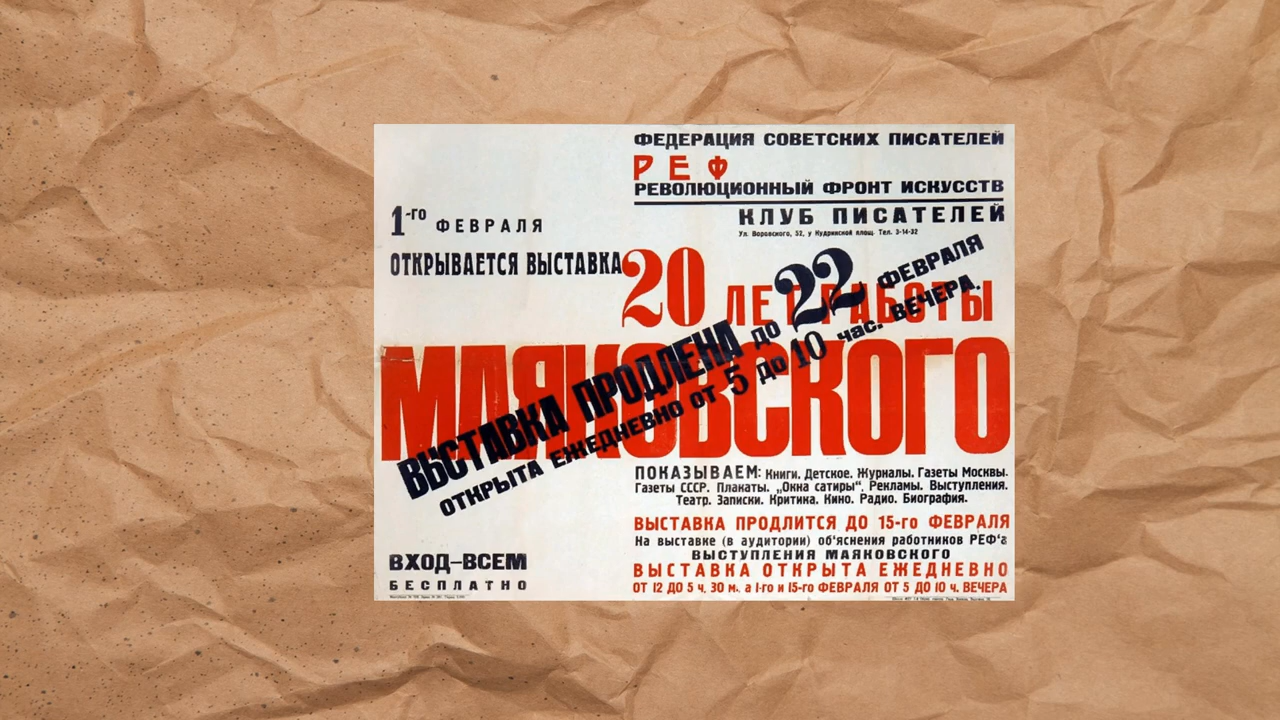 ФЕДЕРАЦИЯ СОВЕТСКИХ ПИСАТЕЛЕЙ
РЕФ
РЕВОЛЮЦИОННЫЙ ФРОНТ ИСКУССТВ
КЛУБ ПИСАТЕЛЕЙ
Ул. Воровского, 52, у Кудринской площ. Тел. 3-14-32
1-го ФЕВРАЛЯ
ОТКРЫВАЕТСЯ ВЫСТАВКА
20 ЛЕТ РАБОТЫ
МАЯКОВСКОГО
ВЫСТАВКА ПРОДЛЕНА до 22 ФЕВРАЛЯ
ОТКРЫТА ЕЖЕДНЕВНО ОТ 5 до 10 час. ВЕЧЕРА.
ПОКАЗЫВАЕМ: Книги. Детское. Журналы. Газеты Москвы.
Газеты СССР. Плакаты. „Окна сатиры“. Рекламы. Выступления.
Театр. Записки. Критика. Кино. Радио. Биография.
ВЫСТАВКА ПРОДЛИТСЯ ДО 15-го ФЕВРАЛЯ
На выставке (в аудитории) об'яснения работников РЕФ'а
ВЫСТУПЛЕНИЯ МАЯКОВСКОГО
ВЫСТАВКА ОТКРЫТА ЕЖЕДНЕВНО
ОТ 12 ДО 5 ч. 30 м., а 1-го и 15-го ФЕВРАЛЯ ОТ 5 ДО 10 ч. ВЕЧЕРА
ВХОД–ВСЕМ
БЕСПЛАТНО